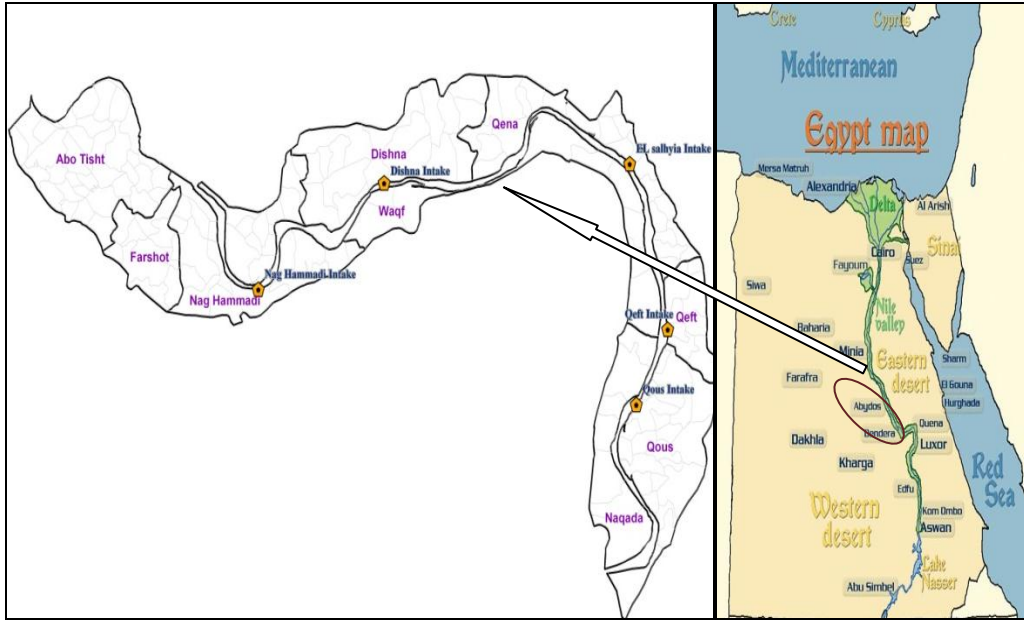 Abo Tisht
Farshot
Nag Hammadi
Nag Hammadi Intake
Dishna
Dishna Intake
Waqf
Qena
EL salhyia Intake
Qeft Intake
Qeft
Qous Intake
Qous
Naqada
Crete
Cyprus
Mediterranean
Egypt map
Mersa Matruh
Alexandria
Delta
Al Arish
Cairo
Suez
Sinai
Fayoum
Siwa
Nile
valley
Baharia
Minia
Eastern
desert
Sharm
Farafra
El Gouna
Hurghada
Abydos
Dendera
Quena
Luxor
Dakhla
Kharga
Red
Sea
Edfu
Western
desert
Kom Ombo
Aswan
Lake
Nasser
Abu Simbel